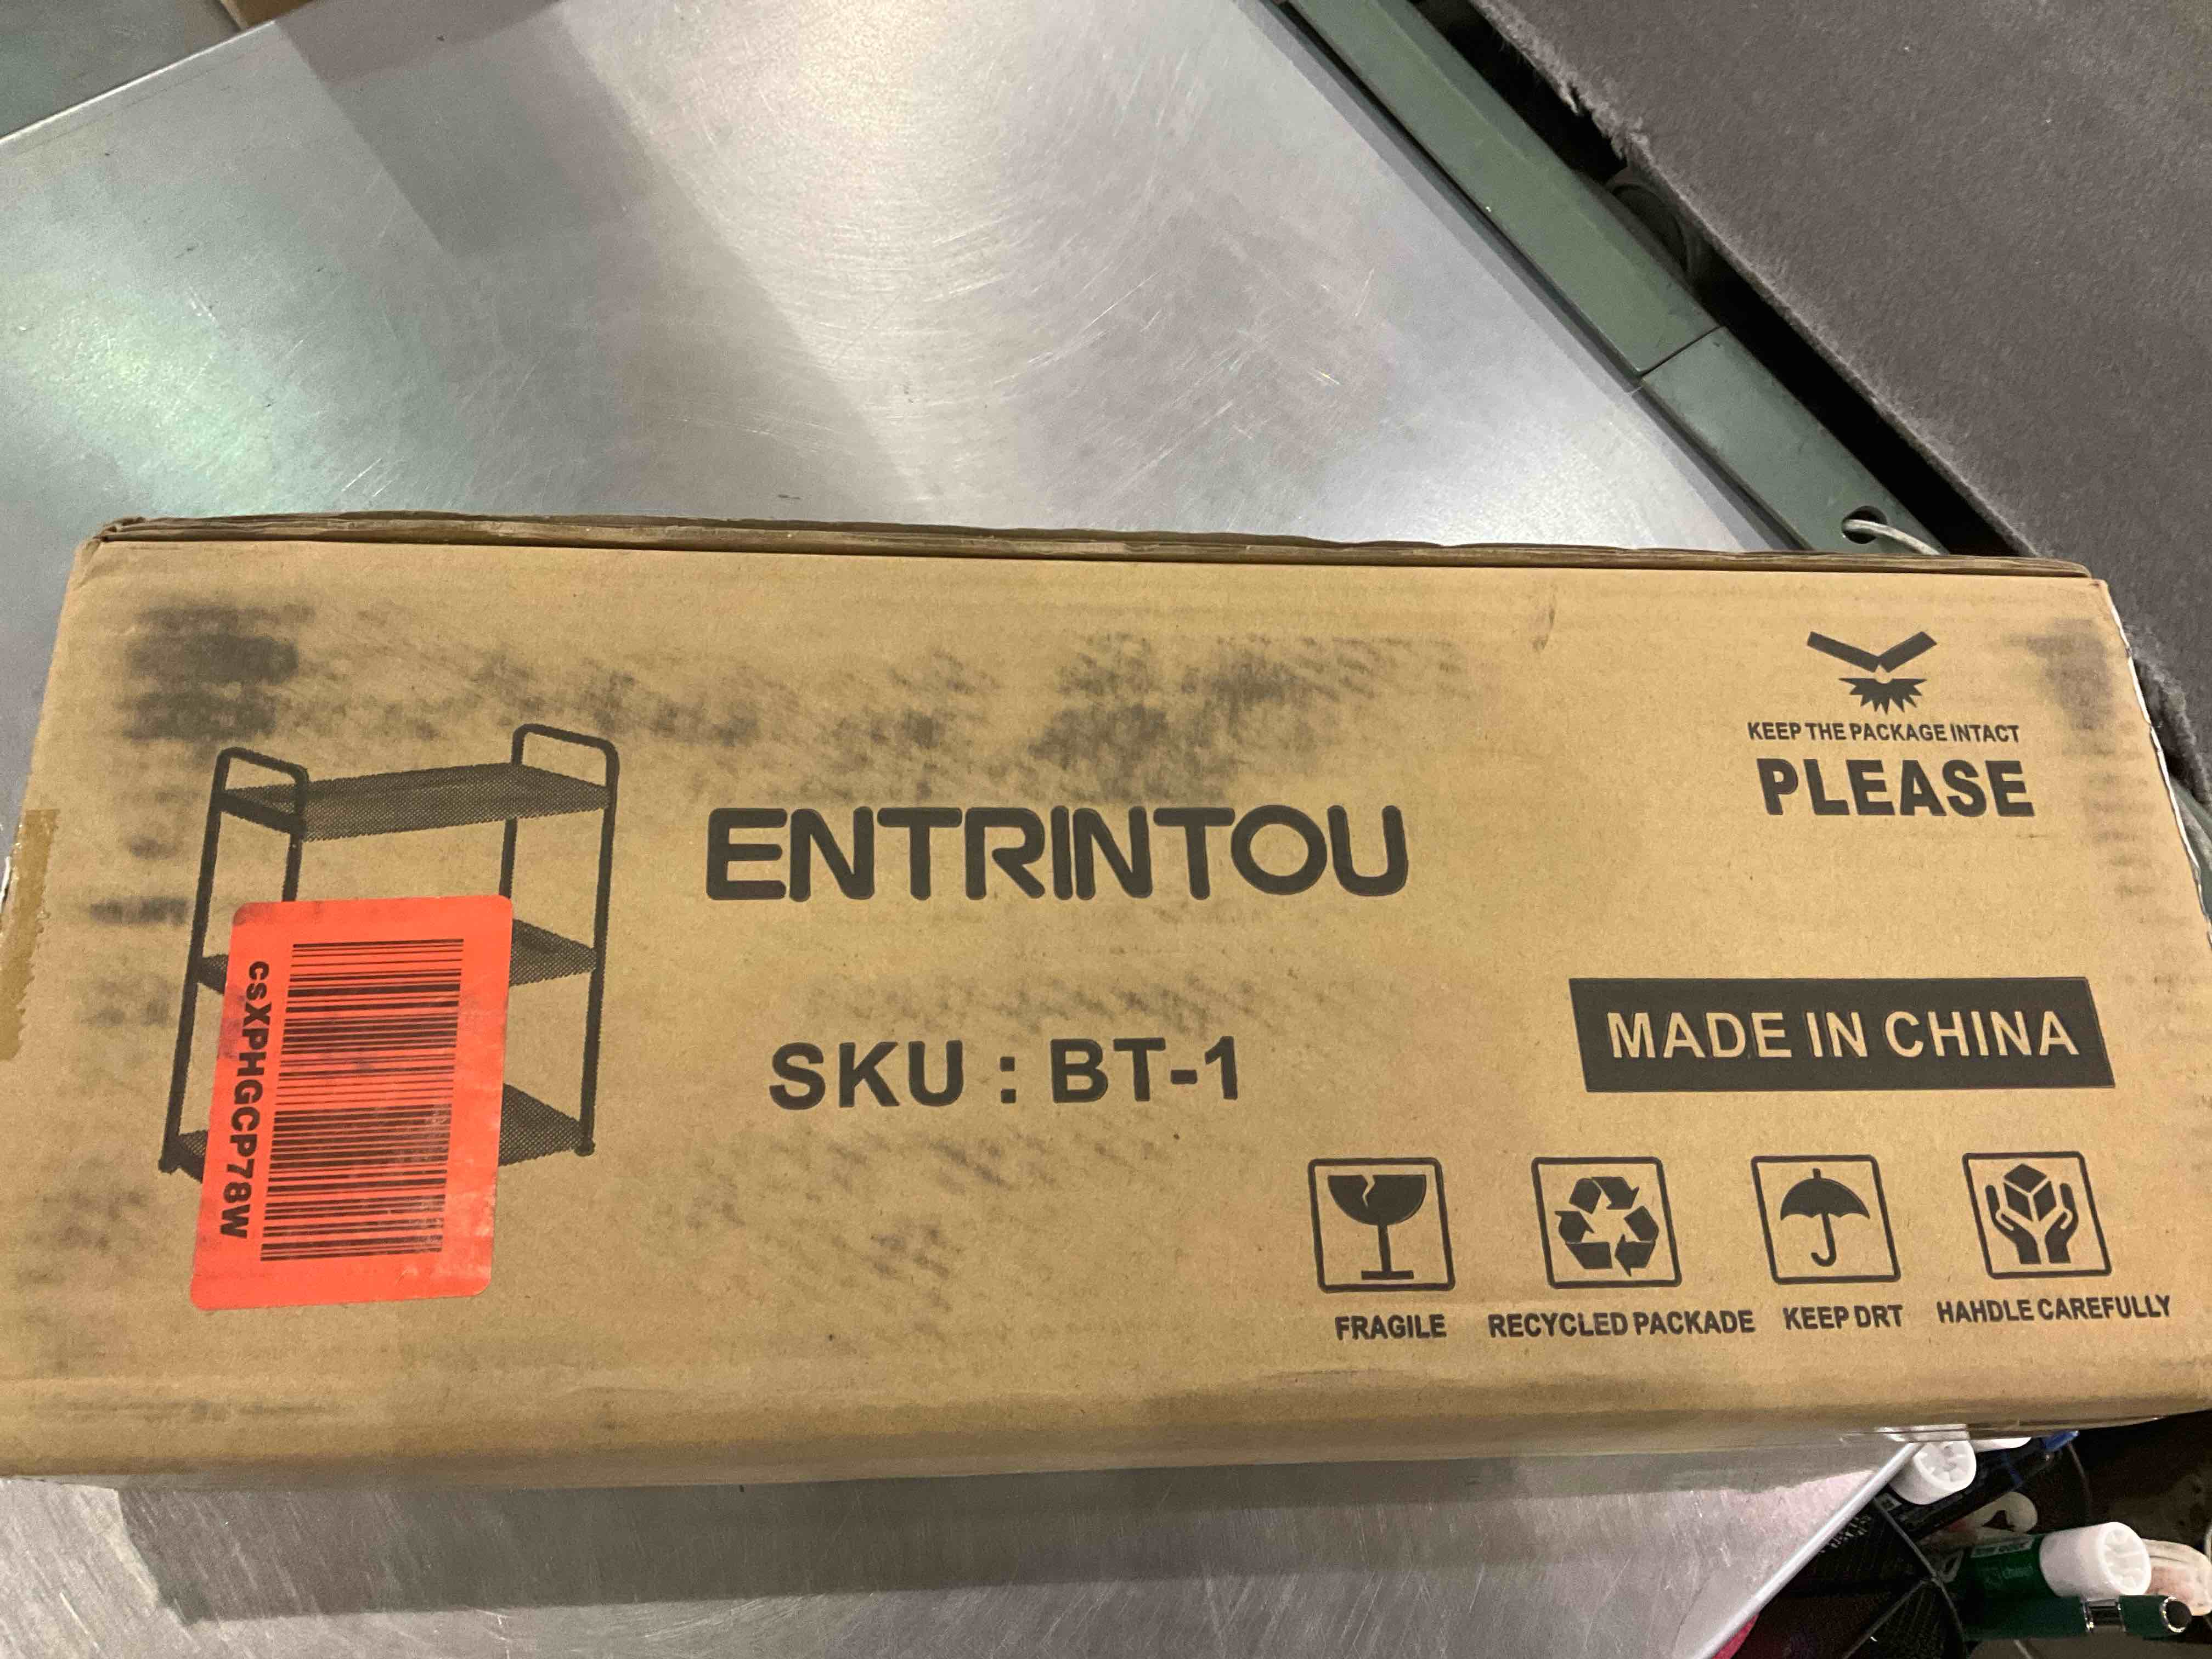 KEEP THE PACKAGE INTACT
PLEASE
ENTRINTOU
SKU : BT-1
MADE IN CHINA
csXPHGCP78W
FRAGILE
RECYCLED PACKADE
KEEP DRT
HAHDLE CAREFULLY